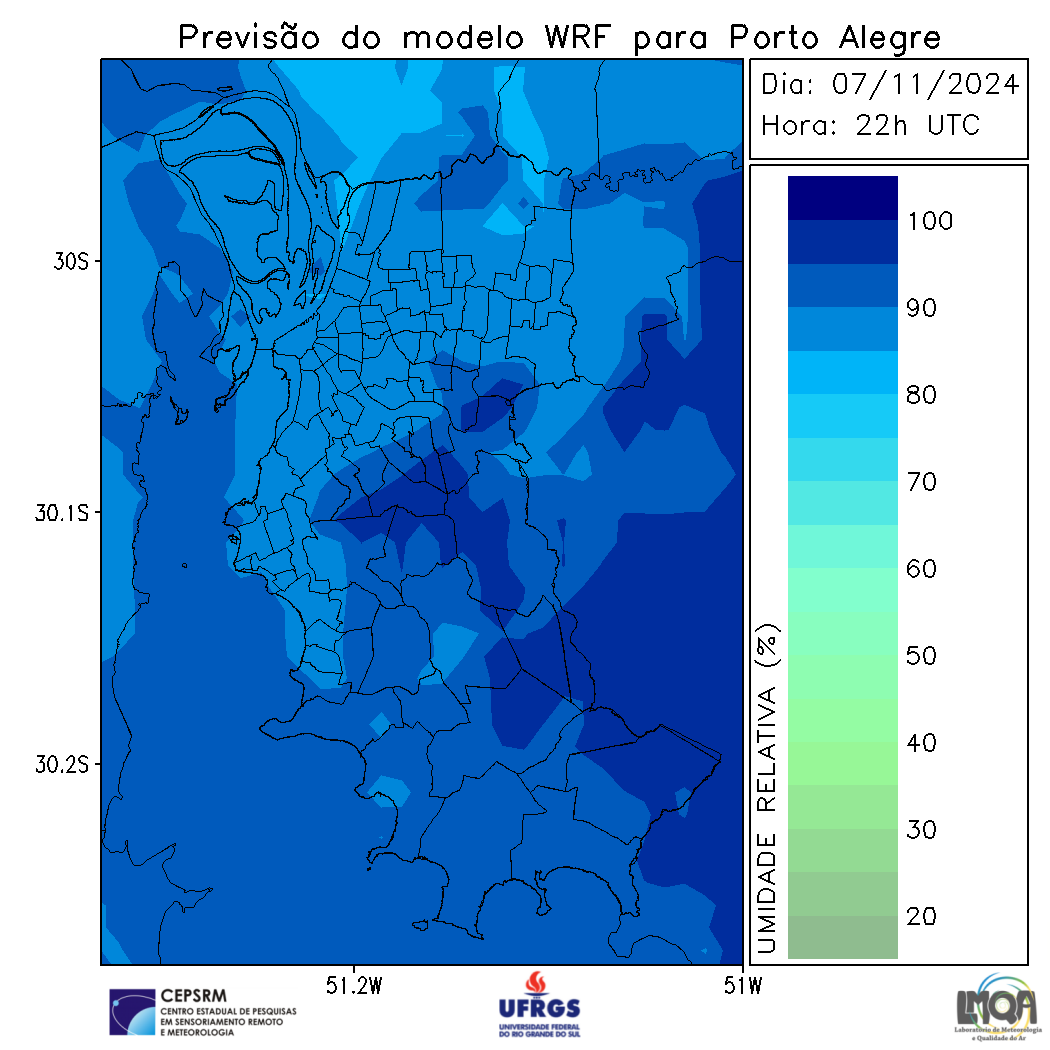 Previsão do modelo WRF para Porto Alegre
Dia: 07/11/2024
Hora: 22h UTC
30S
30.1S
30.2S
51.2W
51W
UMIDADE RELATIVA (%)
100
90
80
70
60
50
40
30
20
CEPSRM
CENTRO ESTADUAL DE PESQUISAS
EM SENSORIAMENTO REMOTO
E METEOROLOGIA
UFRGS
UNIVERSIDADE FEDERAL
DO RIO GRANDE DO SUL
LMQA
Laboratório de Meteorologia
e Qualidade do Ar